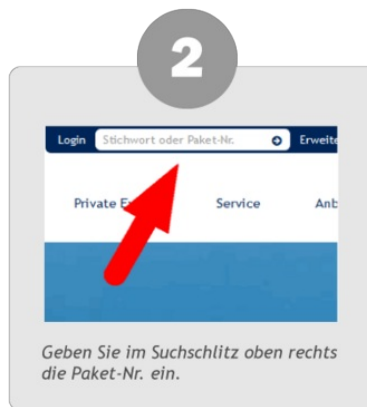 2
Login Stichwort oder Paket-Nr. Erweite
Private E Service Anb
Geben Sie im Suchschlitz oben rechts
die Paket-Nr. ein.